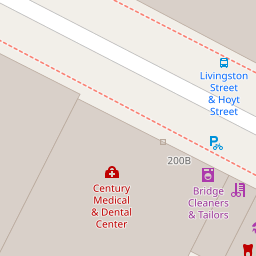 Livingston
Street
& Hoyt
Street
200B
Century
Medical
& Dental
Center
Bridge
Cleaners
& Tailors